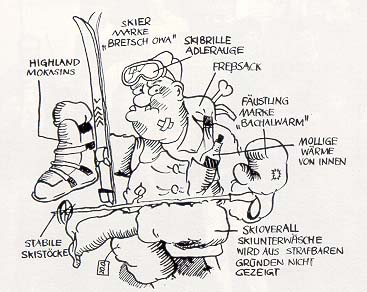 SKIER
MARKE
„BRETSCH OWA"
SKIBRILLE
ADLERAUGE
HIGHLAND
MOKASINS
FREßSACK
FÄUSTLING
MARKE
„BACHALWARM"
MOLLIGE
WÄRME
VON INNEN
STABILE
SKISTÖCKE
SKIOVERALL
SKIUNTERWÄSCHE
WIRD AUS STRAFBAREN
GRÜNDEN NICHT
GEZEIGT